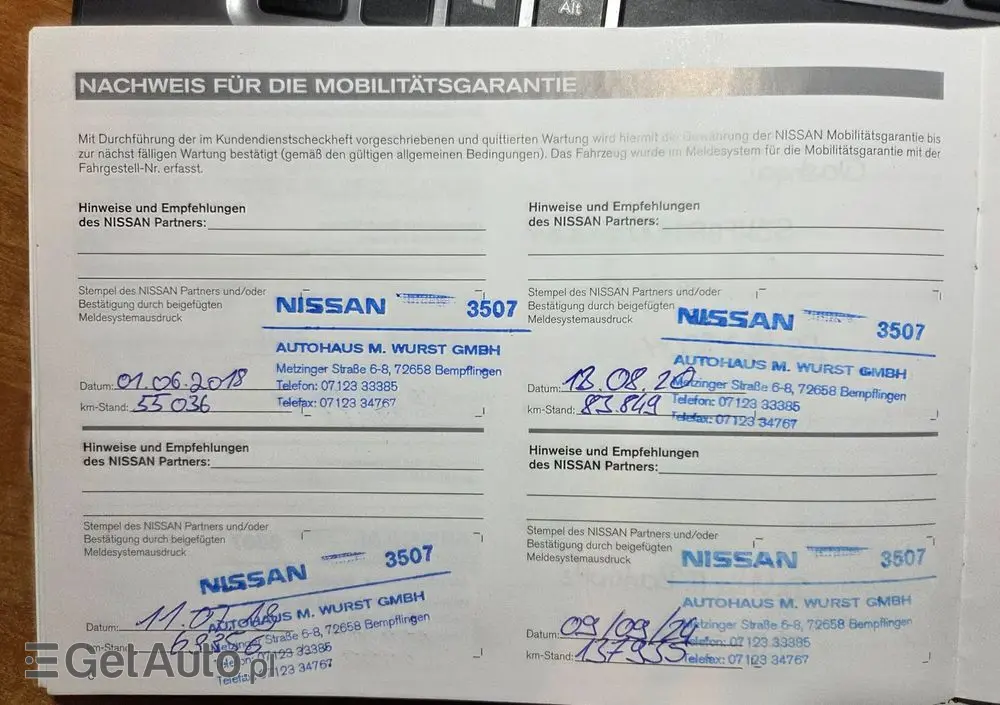 Alt
NACHWEIS FÜR DIE MOBILITÄTSGARANTIE
Mit Durchführung der im Kundendienstscheckheft vorgeschriebenen und quittierten Wartung wird hiermit die Gewährung der NISSAN Mobilitätsgarantie bis
zur nächst fälligen Wartung bestätigt (gemäß den gültigen allgemeinen Bedingungen). Das Fahrzeug wurde im Meldesystem für die Mobilitätsgarantie mit der
Fahrgestell-Nr. erfasst.
Hinweise und Empfehlungen
des NISSAN Partners:
Stempel des NISSAN Partners und/oder
Bestätigung durch beigefügten
Meldesystemausdruck
NISSAN 3507
AUTOHAUS M. WURST GMBH
Metzinger Straße 6-8, 72658 Bempflingen
Telefon: 07123 33385
Telefax: 07123 34767
Datum: 01.06.2018
km-Stand: 55036
Hinweise und Empfehlungen
des NISSAN Partners:
Stempel des NISSAN Partners und/oder
Bestätigung durch beigefügten
Meldesystemausdruck
NISSAN 3507
AUTOHAUS M. WURST GMBH
Metzinger Straße 6-8, 72658 Bempflingen
Telefon: 07123 33385
Telefax: 07123 34767
Datum: 18.08.20
km-Stand: 83849
Hinweise und Empfehlungen
des NISSAN Partners:
Stempel des NISSAN Partners und/oder
Bestätigung durch beigefügten
Meldesystemausdruck
NISSAN 3507
AUTOHAUS M. WURST GMBH
Metzinger Straße 6-8, 72658 Bempflingen
Telefon: 07123 33385
Telefax: 07123 34767
Datum:
km-Stand:
Hinweise und Empfehlungen
des NISSAN Partners:
Stempel des NISSAN Partners und/oder
Bestätigung durch beigefügten
Meldesystemausdruck
NISSAN 3507
AUTOHAUS M. WURST GMBH
Metzinger Straße 6-8, 72658 Bempflingen
Telefon: 07123 33385
Telefax: 07123 34767
Datum:
km-Stand:
GetAuto.pl